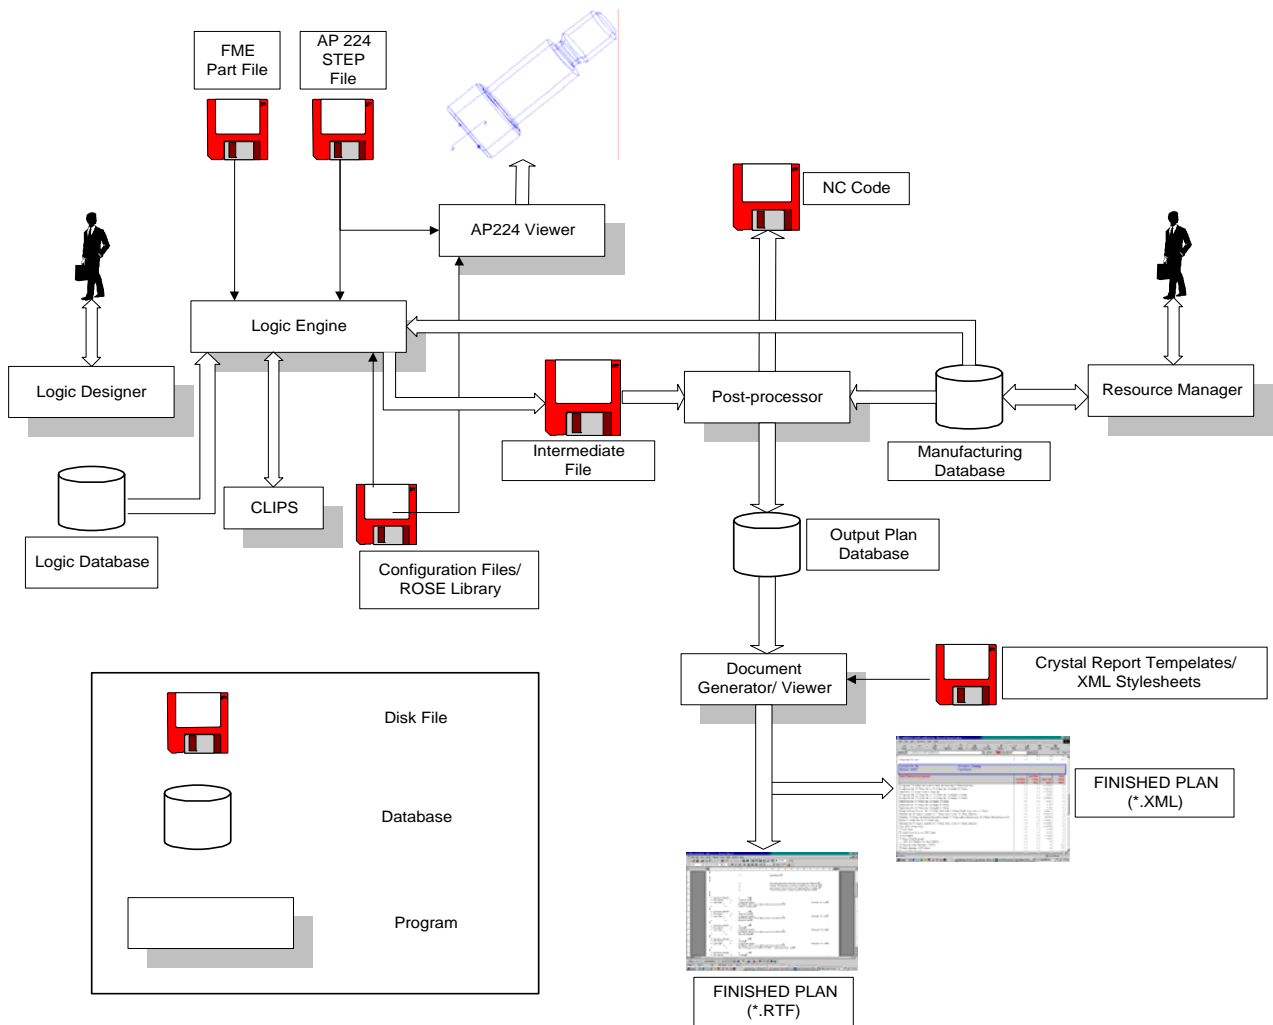 FME
Part File
AP 224
STEP
File
NC Code
AP224 Viewer
Logic Engine
Logic Designer
Post-processor
Resource Manager
Intermediate
File
Manufacturing
Database
CLIPS
Logic Database
Configuration Files/
ROSE Library
Output Plan
Database
Document
Generator/ Viewer
Crystal Report Tempelates/
XML Stylesheets
Disk File
Database
Program
FINISHED PLAN
(*.XML)
FINISHED PLAN
(*.RTF)